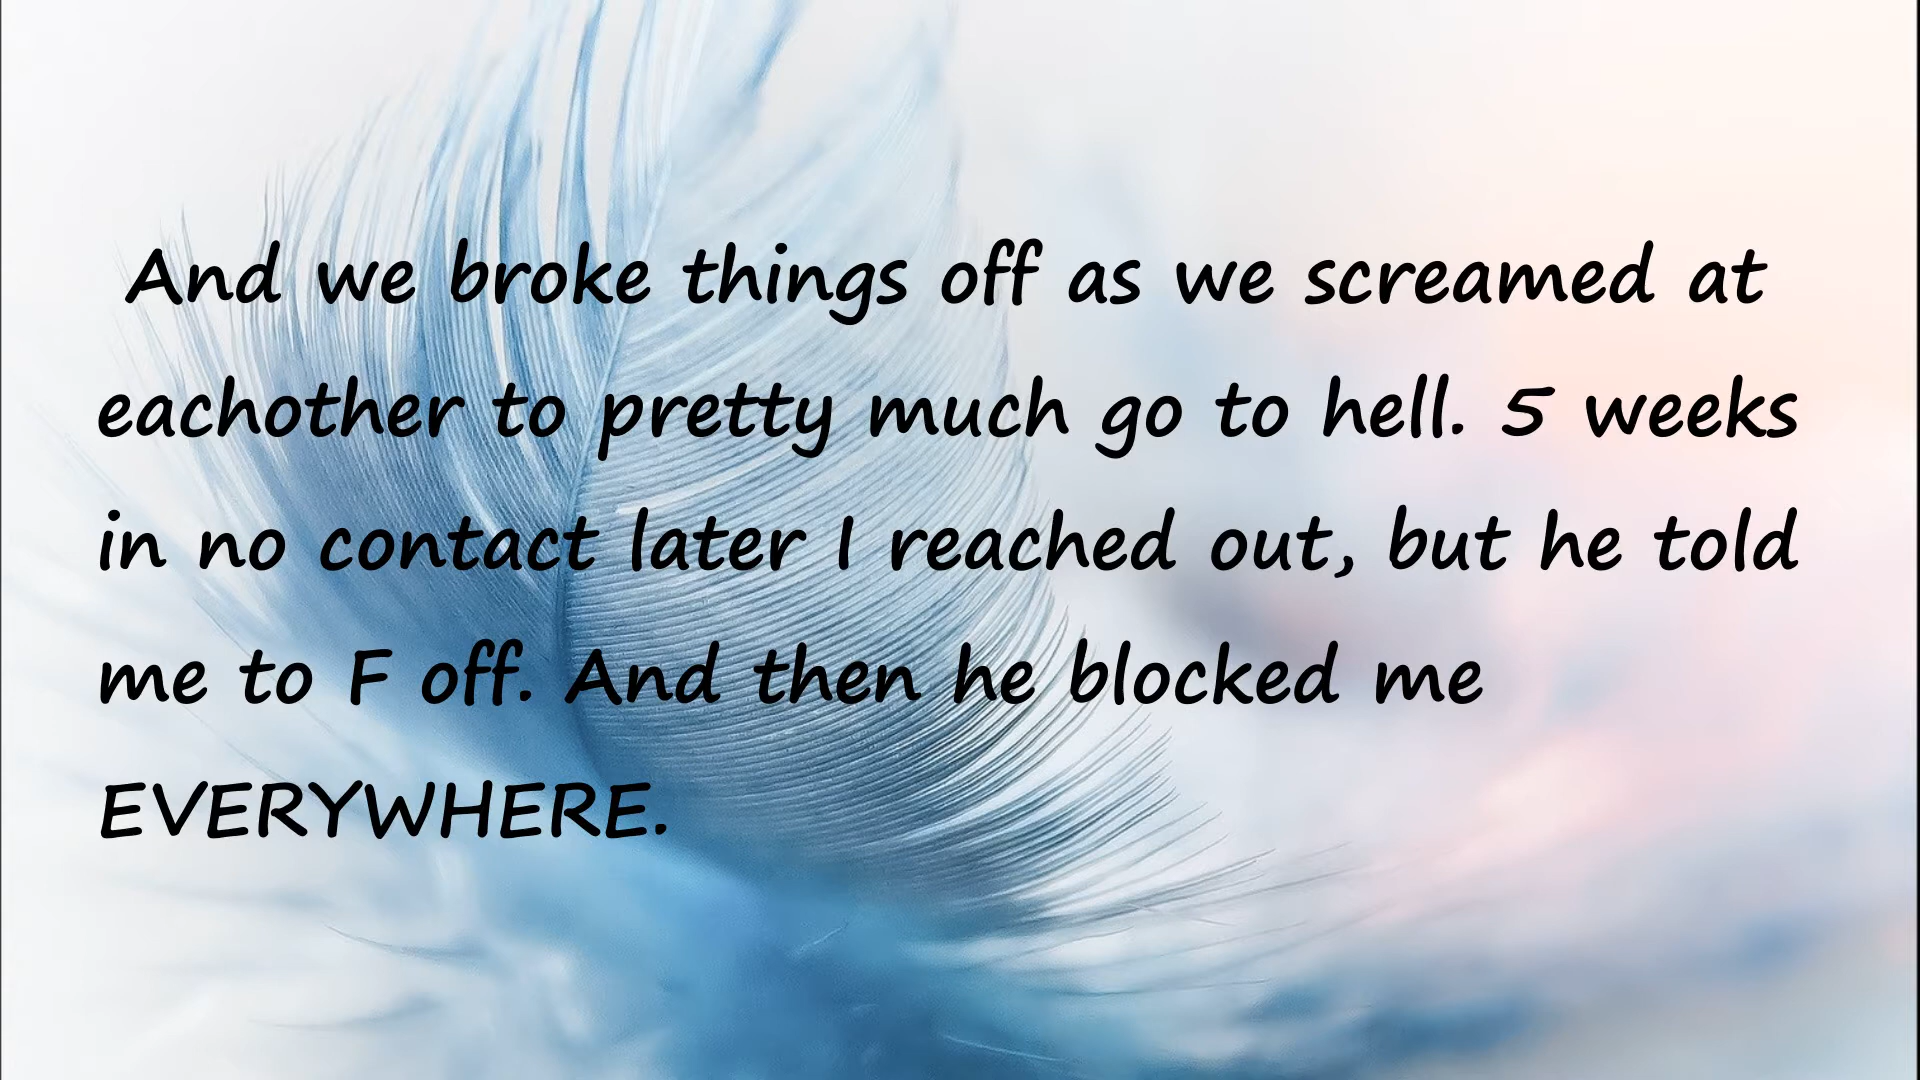 And we broke things off as we screamed at
eachother to pretty much go to hell. 5 weeks
in no contact later I reached out, but he told
me to F off. And then he blocked me
EVERYWHERE.